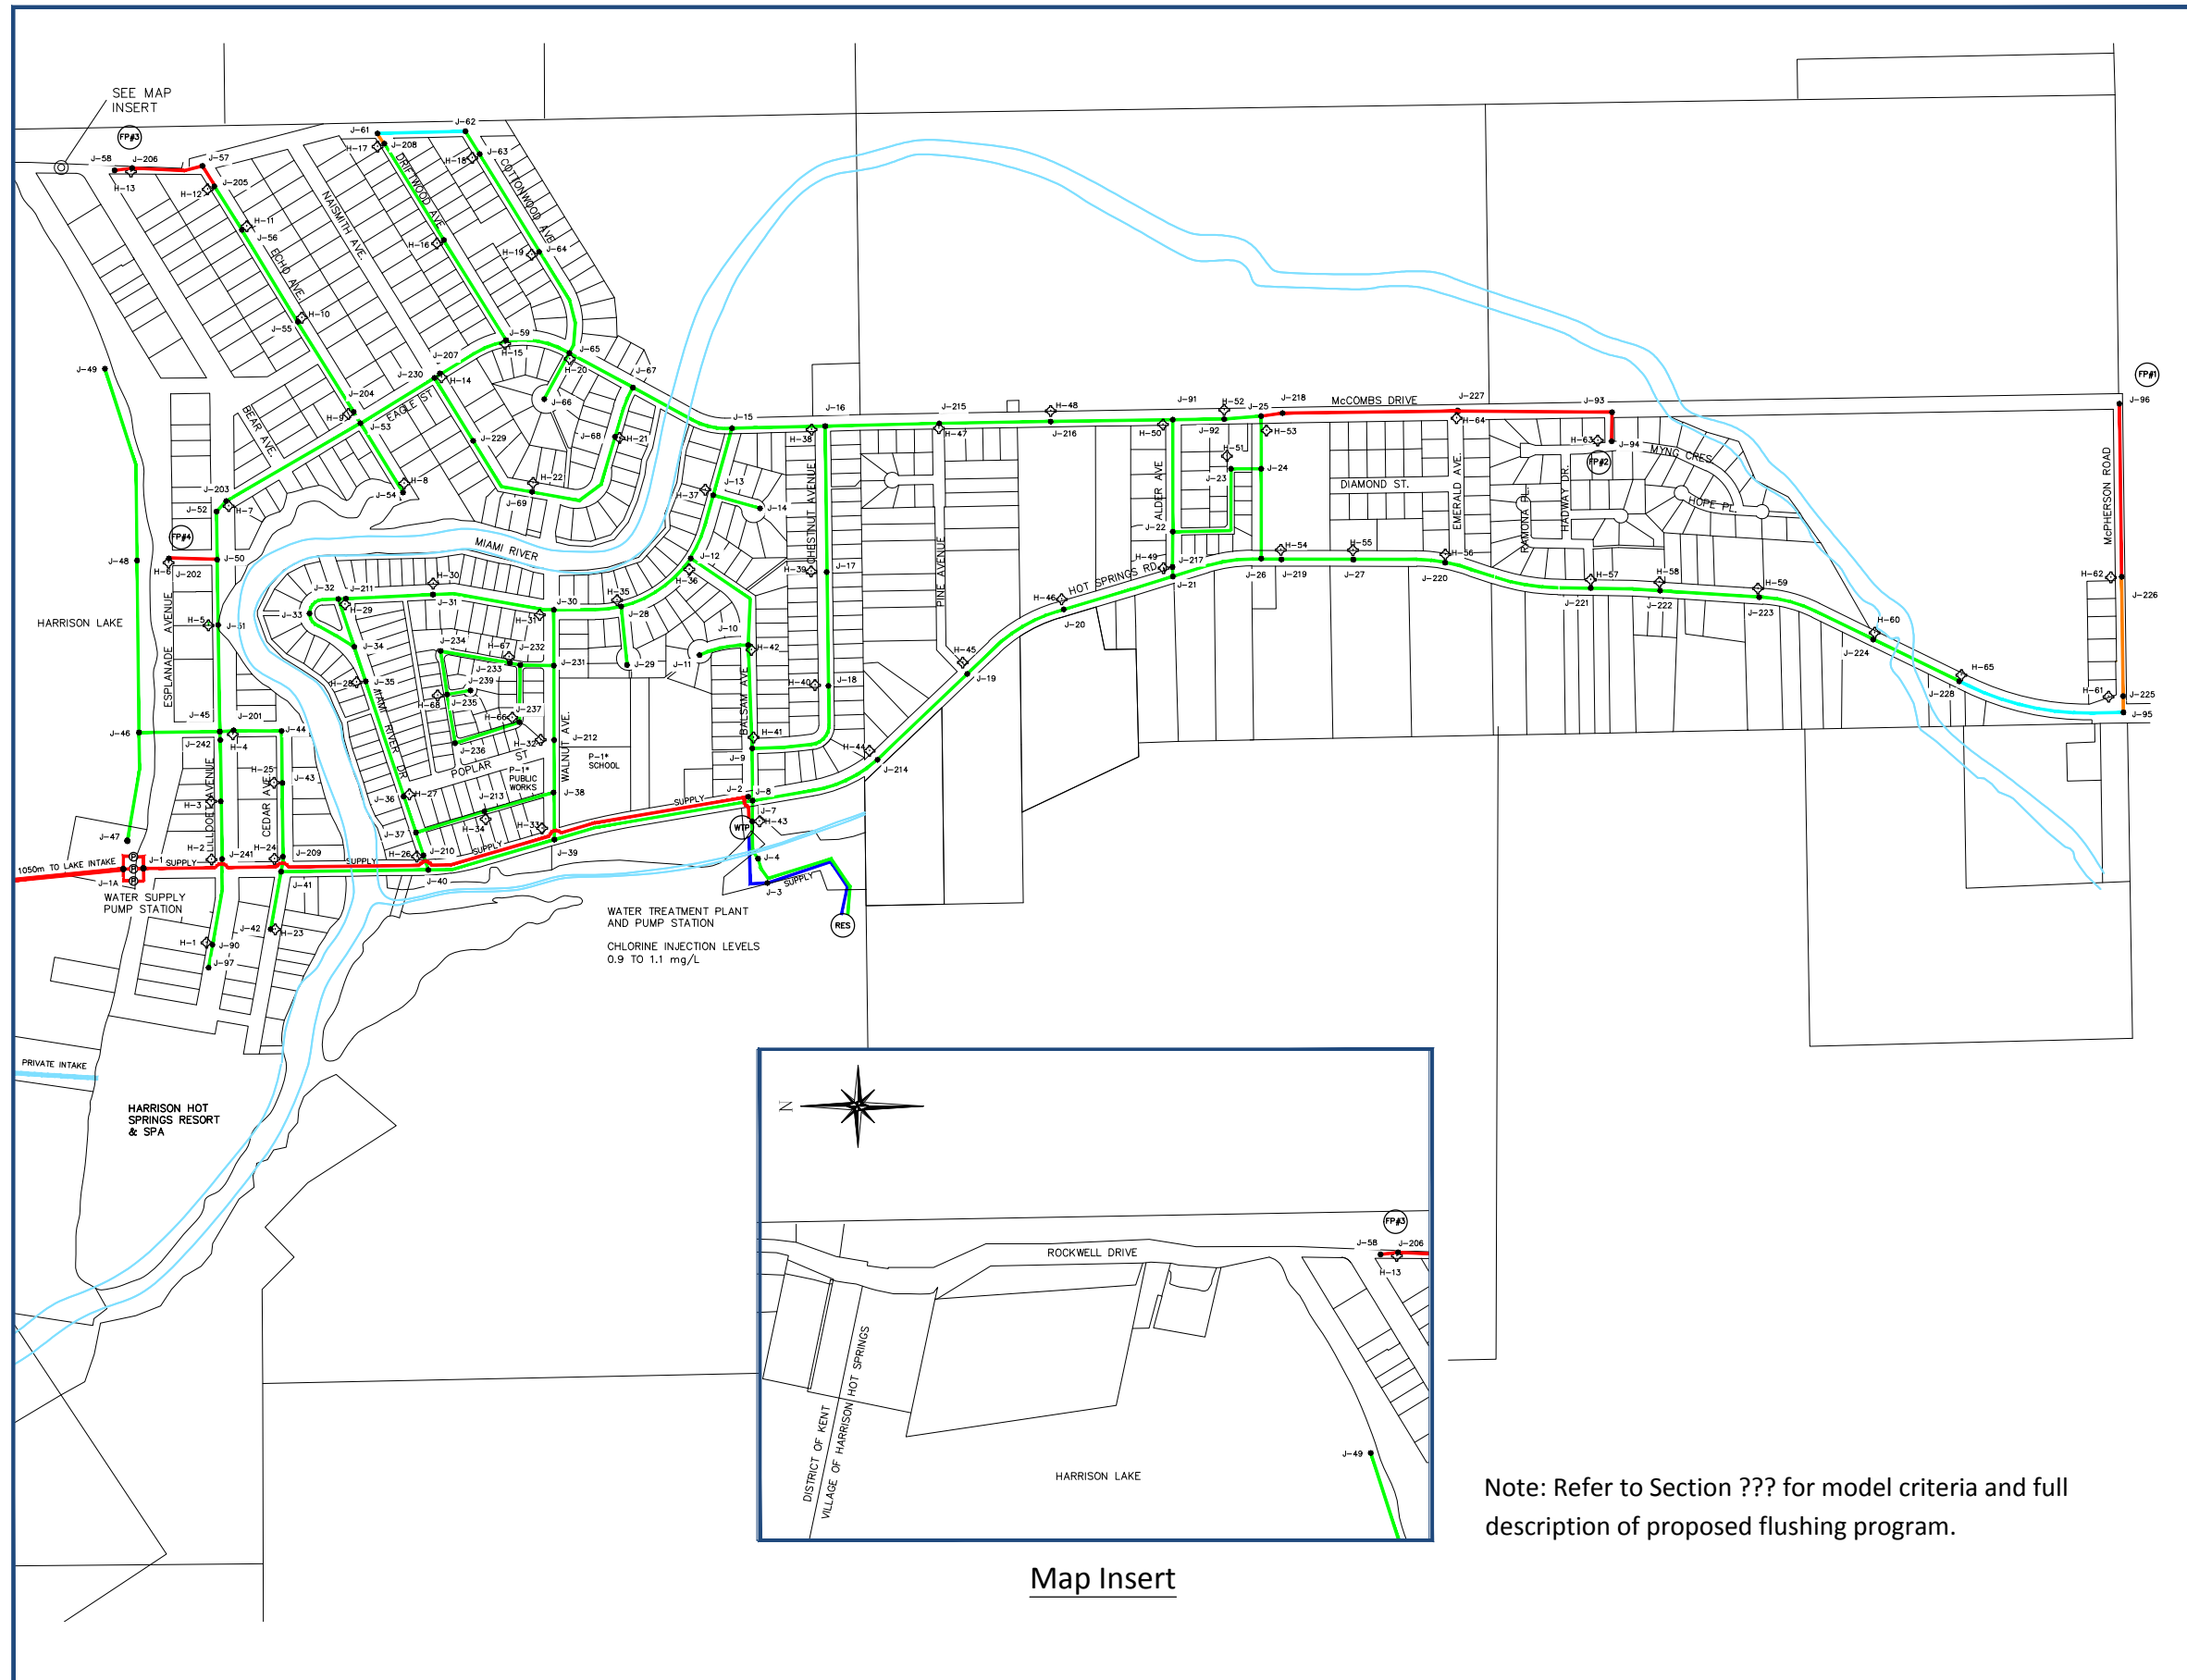 SEE MAP
INSERT
FP#3
J-58
J-206
J-57
H-13
H-12
J-205
H-11
J-56
ECHO AVE.
H-10
J-55
NAISMITH AVE.
J-61
J-62
H-17
J-208
DRIFTWOOD AVE
H-18
J-63
COTTONWOOD AVE
H-16
H-19
J-64
J-59
H-15
J-65
H-20
J-66
J-67
J-207
J-230
H-14
J-204
H-9
EAGLE ST
J-53
BEAR AVE.
J-49
J-229
J-68
H-21
H-22
J-69
H-8
J-54
J-203
H-7
J-52
FP#4
J-50
H-6
J-202
J-48
HARRISON LAKE
ESPLANADE AVENUE
H-5
J-51
MIAMI RIVER
J-15
J-16
H-38
J-215
H-47
H-48
J-216
J-91
H-50
H-52
J-92
J-25
J-218
McCOMBS DRIVE
J-227
H-64
J-93
H-63
J-94
FP#2
MYNG CRES
HOPE PL.
FP#1
J-96
McPHERSON ROAD
H-62
J-226
H-61
J-225
J-95
H-53
H-51
J-24
J-23
ALDER AVE
J-22
DIAMOND ST.
EMERALD AVE.
RAMONA PL.
HADWAY DR.
H-37
J-13
J-14
CHESTNUT AVENUE
H-39
J-17
PINE AVENUE
J-12
H-36
H-49
J-217
J-21
HOT SPRINGS RD.
H-46
J-20
J-26
H-54
J-219
H-55
J-27
H-56
J-220
H-57
J-221
H-58
J-222
H-59
J-223
H-60
J-224
H-65
J-228
J-32
J-211
H-30
J-33
H-29
J-31
J-30
H-31
H-35
J-28
J-29
J-34
J-234
H-67
J-232
J-233
J-231
J-239
H-28
J-35
H-68
J-235
H-66
J-237
MIAMI RIVER DR
J-236
H-32
J-212
POPLAR ST
WALNUT AVE.
P-1*
SCHOOL
P-1*
PUBLIC
WORKS
J-10
J-11
H-42
BALSAM AVE
H-41
J-9
H-40
J-18
H-45
J-19
H-44
J-214
J-46
J-45
J-201
J-44
J-242
H-4
H-25
J-43
H-3
LILLOOET AVENUE
CEDAR AVE.
J-36
H-27
J-213
H-34
J-38
H-33
J-37
J-39
SUPPLY
J-2
J-8
J-7
H-43
WTP
J-4
J-3
SUPPLY
RES
J-47
1050m TO LAKE INTAKE
P
P
P
J-1
J-1A
SUPPLY
H-2
J-241
H-24
J-209
SUPPLY
H-26
J-210
SUPPLY
J-40
J-41
WATER SUPPLY
PUMP STATION
H-1
J-90
J-97
J-42
H-23
WATER TREATMENT PLANT
AND PUMP STATION
CHLORINE INJECTION LEVELS
0.9 TO 1.1 mg/L
PRIVATE INTAKE
HARRISON HOT
SPRINGS RESORT
& SPA
N
FP#3
J-58
J-206
H-13
ROCKWELL DRIVE
DISTRICT OF KENT
VILLAGE OF HARRISON HOT SPRINGS
HARRISON LAKE
J-49
Map Insert
Note: Refer to Section ??? for model criteria and full
description of proposed flushing program.